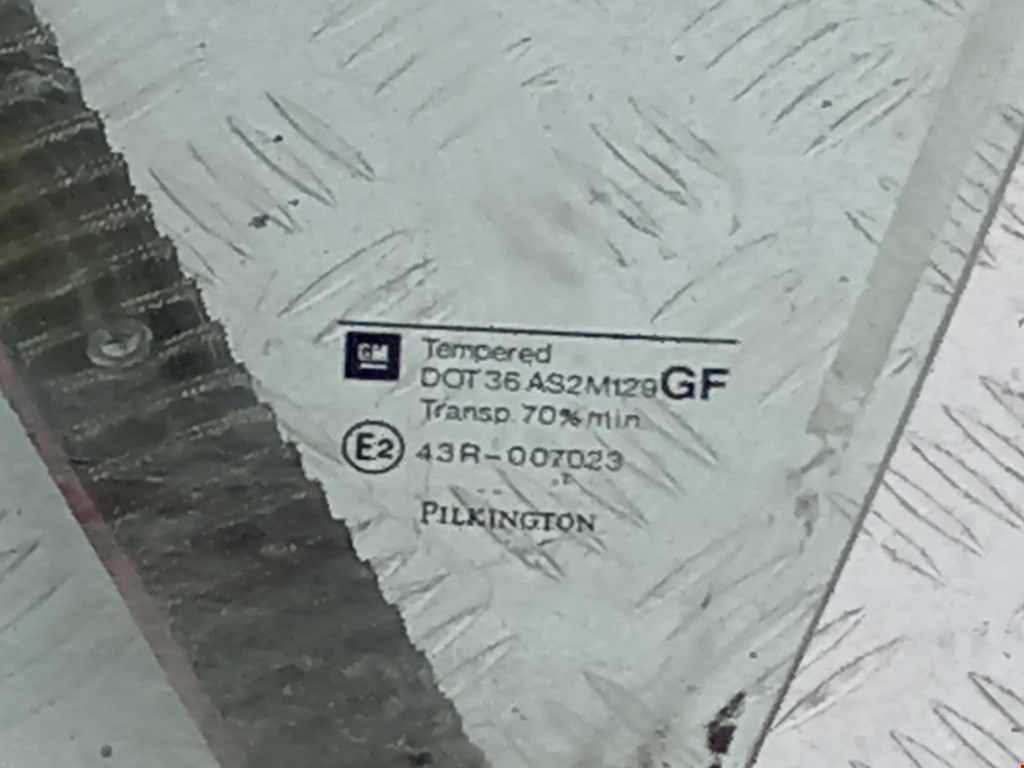 GM Tempered
DOT 36 AS2 M129 GF
Transp. 70% min
E2 43R-007023
PILKINGTON